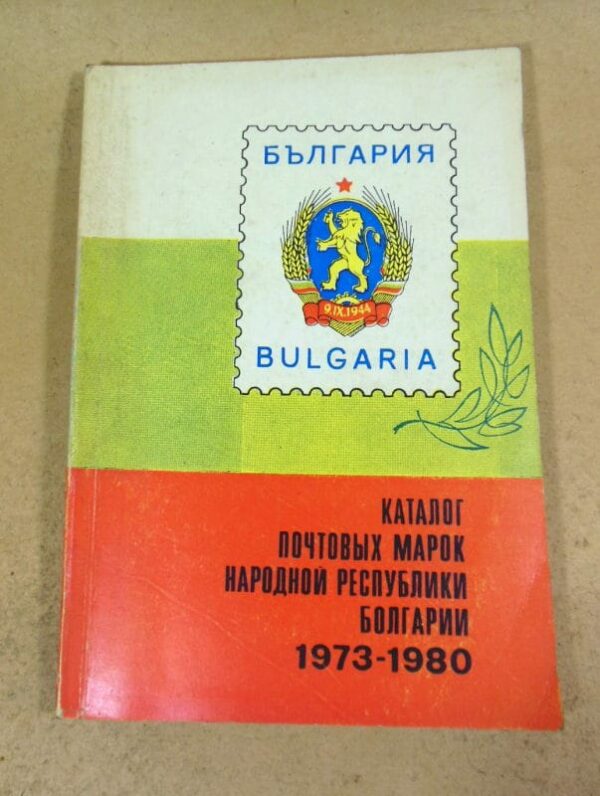 БЪЛГАРИЯ
9.IX.1944
BULGARIA
КАТАЛОГ
ПОЧТОВЫХ МАРОК
НАРОДНОЙ РЕСПУБЛИКИ
БОЛГАРИИ
1973-1980